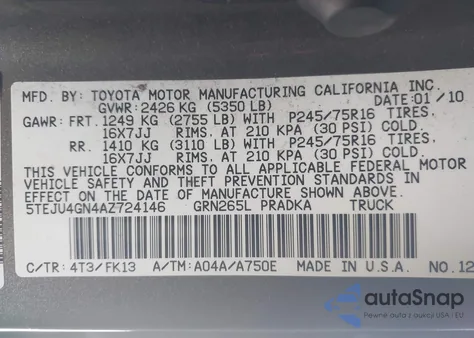 MFD. BY: TOYOTA MOTOR MANUFACTURING CALIFORNIA INC.
GVWR: 2426 KG (5350 LB) DATE: 01/10
GAWR: FRT. 1249 KG (2755 LB) WITH P245/75R16 TIRES.
16X7JJ RIMS. AT 210 KPA (30 PSI) COLD.
RR. 1410 KG (3110 LB) WITH P245/75R16 TIRES.
16X7JJ RIMS. AT 210 KPA (30 PSI) COLD.
THIS VEHICLE CONFORMS TO ALL APPLICABLE FEDERAL MOTOR
VEHICLE SAFETY AND THEFT PREVENTION STANDARDS IN
EFFECT ON THE DATE OF MANUFACTURE SHOWN ABOVE.
5TEJU4GN4AZ724146 GRN265L PRADKA TRUCK
C/TR: 4T3/FK13 A/TM: A04A/A750E MADE IN U.S.A. NO. 12
autoSnap
Pewne auta z USA i EU